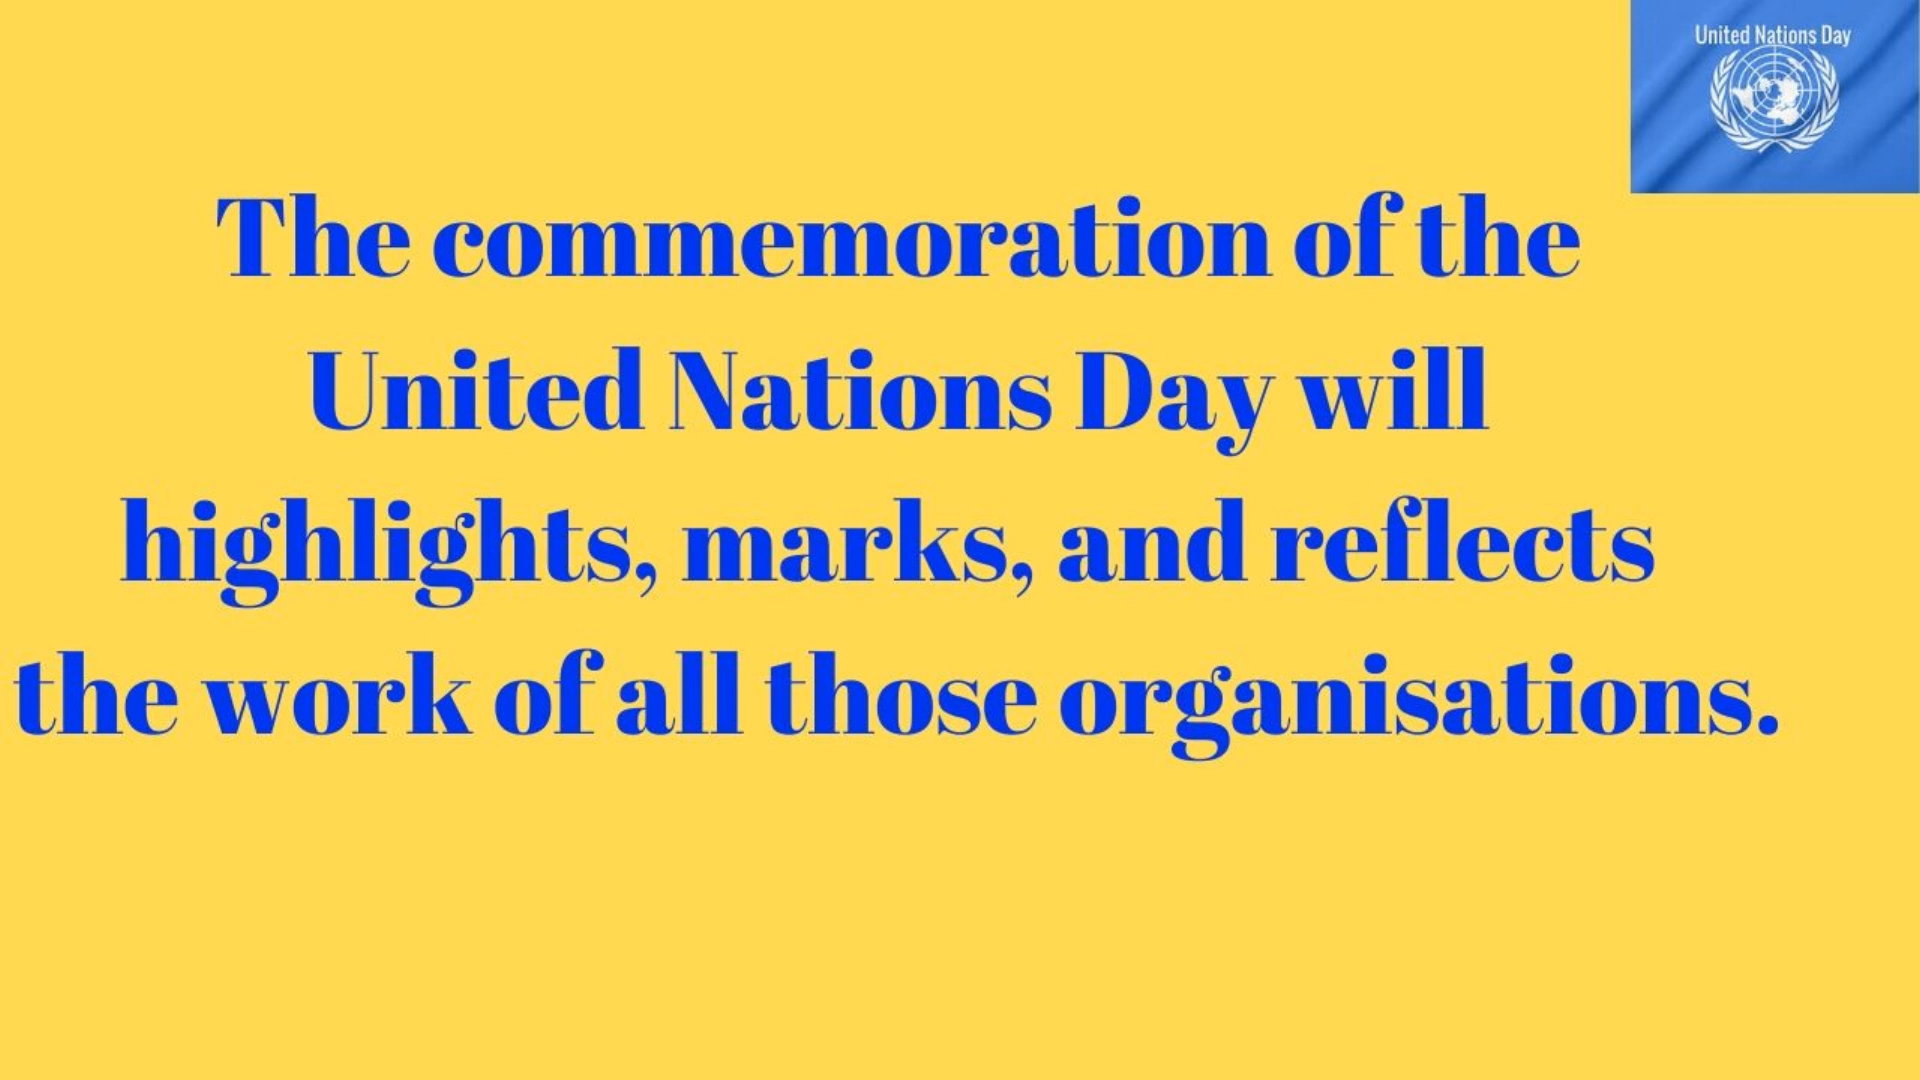 United Nations Day
The commemoration of the
United Nations Day will
highlights, marks, and reflects
the work of all those organisations.